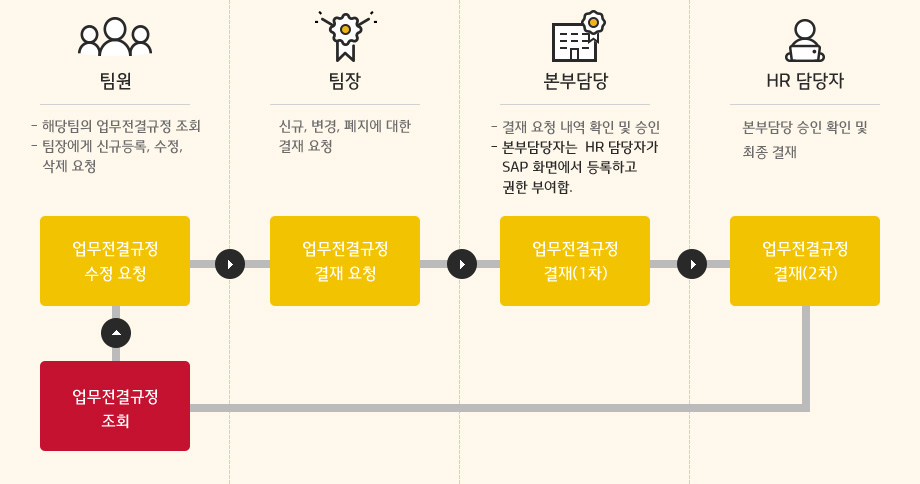 팀원
- 해당팀의 업무전결규정 조회
- 팀장에게 신규등록, 수정,
삭제 요청
팀장
신규, 변경, 폐지에 대한
결재 요청
본부담당
- 결재 요청 내역 확인 및 승인
- 본부담당자는 HR 담당자가
SAP 화면에서 등록하고
권한 부여함.
HR 담당자
본부담당 승인 확인 및
최종 결재
업무전결규정
수정 요청
업무전결규정
결재 요청
업무전결규정
결재(1차)
업무전결규정
결재(2차)
업무전결규정
조회